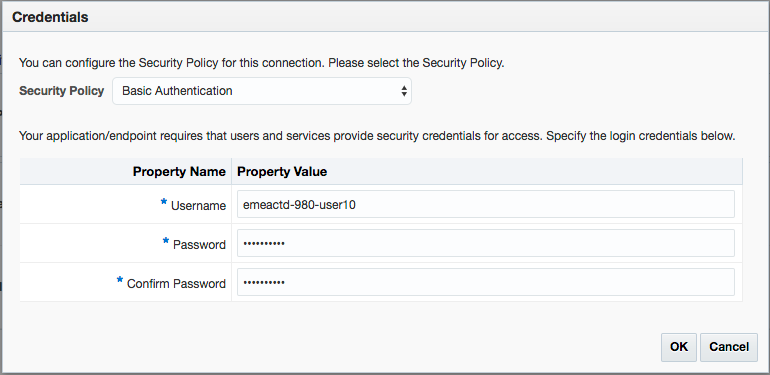 Credentials
You can configure the Security Policy for this connection. Please select the Security Policy.
Security Policy Basic Authentication
Your application/endpoint requires that users and services provide security credentials for access. Specify the login credentials below.
Property Name Property Value
* Username emeactd-980-user10
* Password ••••••••••
* Confirm Password ••••••••••
OK Cancel